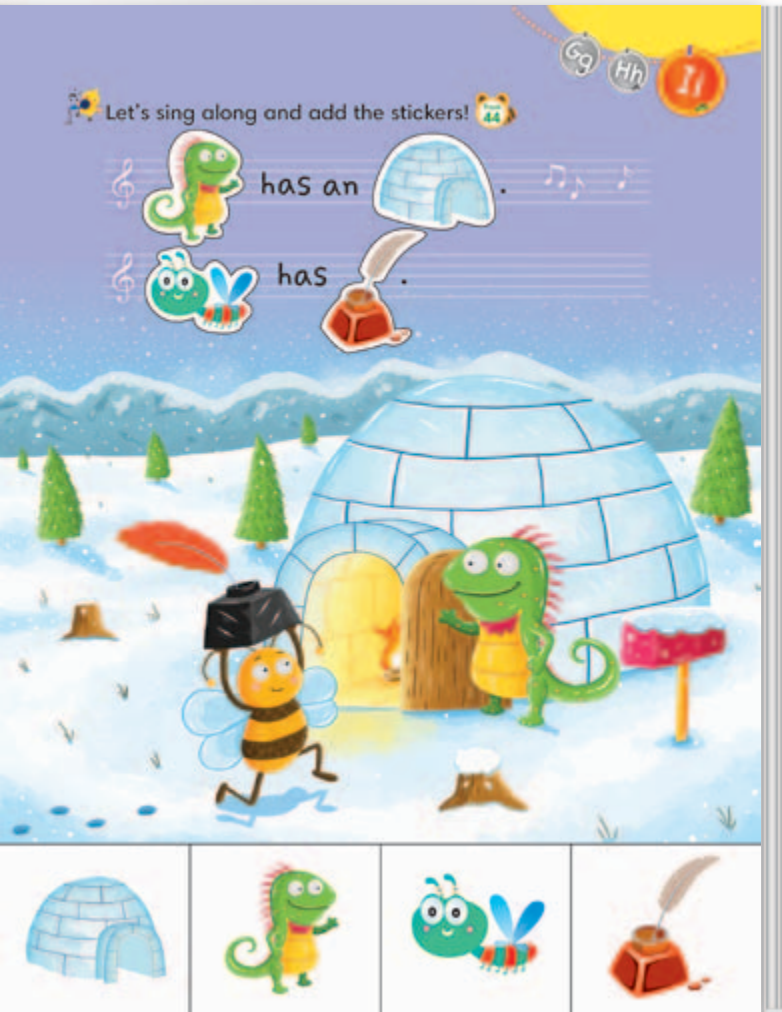 Gg Hh Ii
Let's sing along and add the stickers! Track 44
has an .
has .